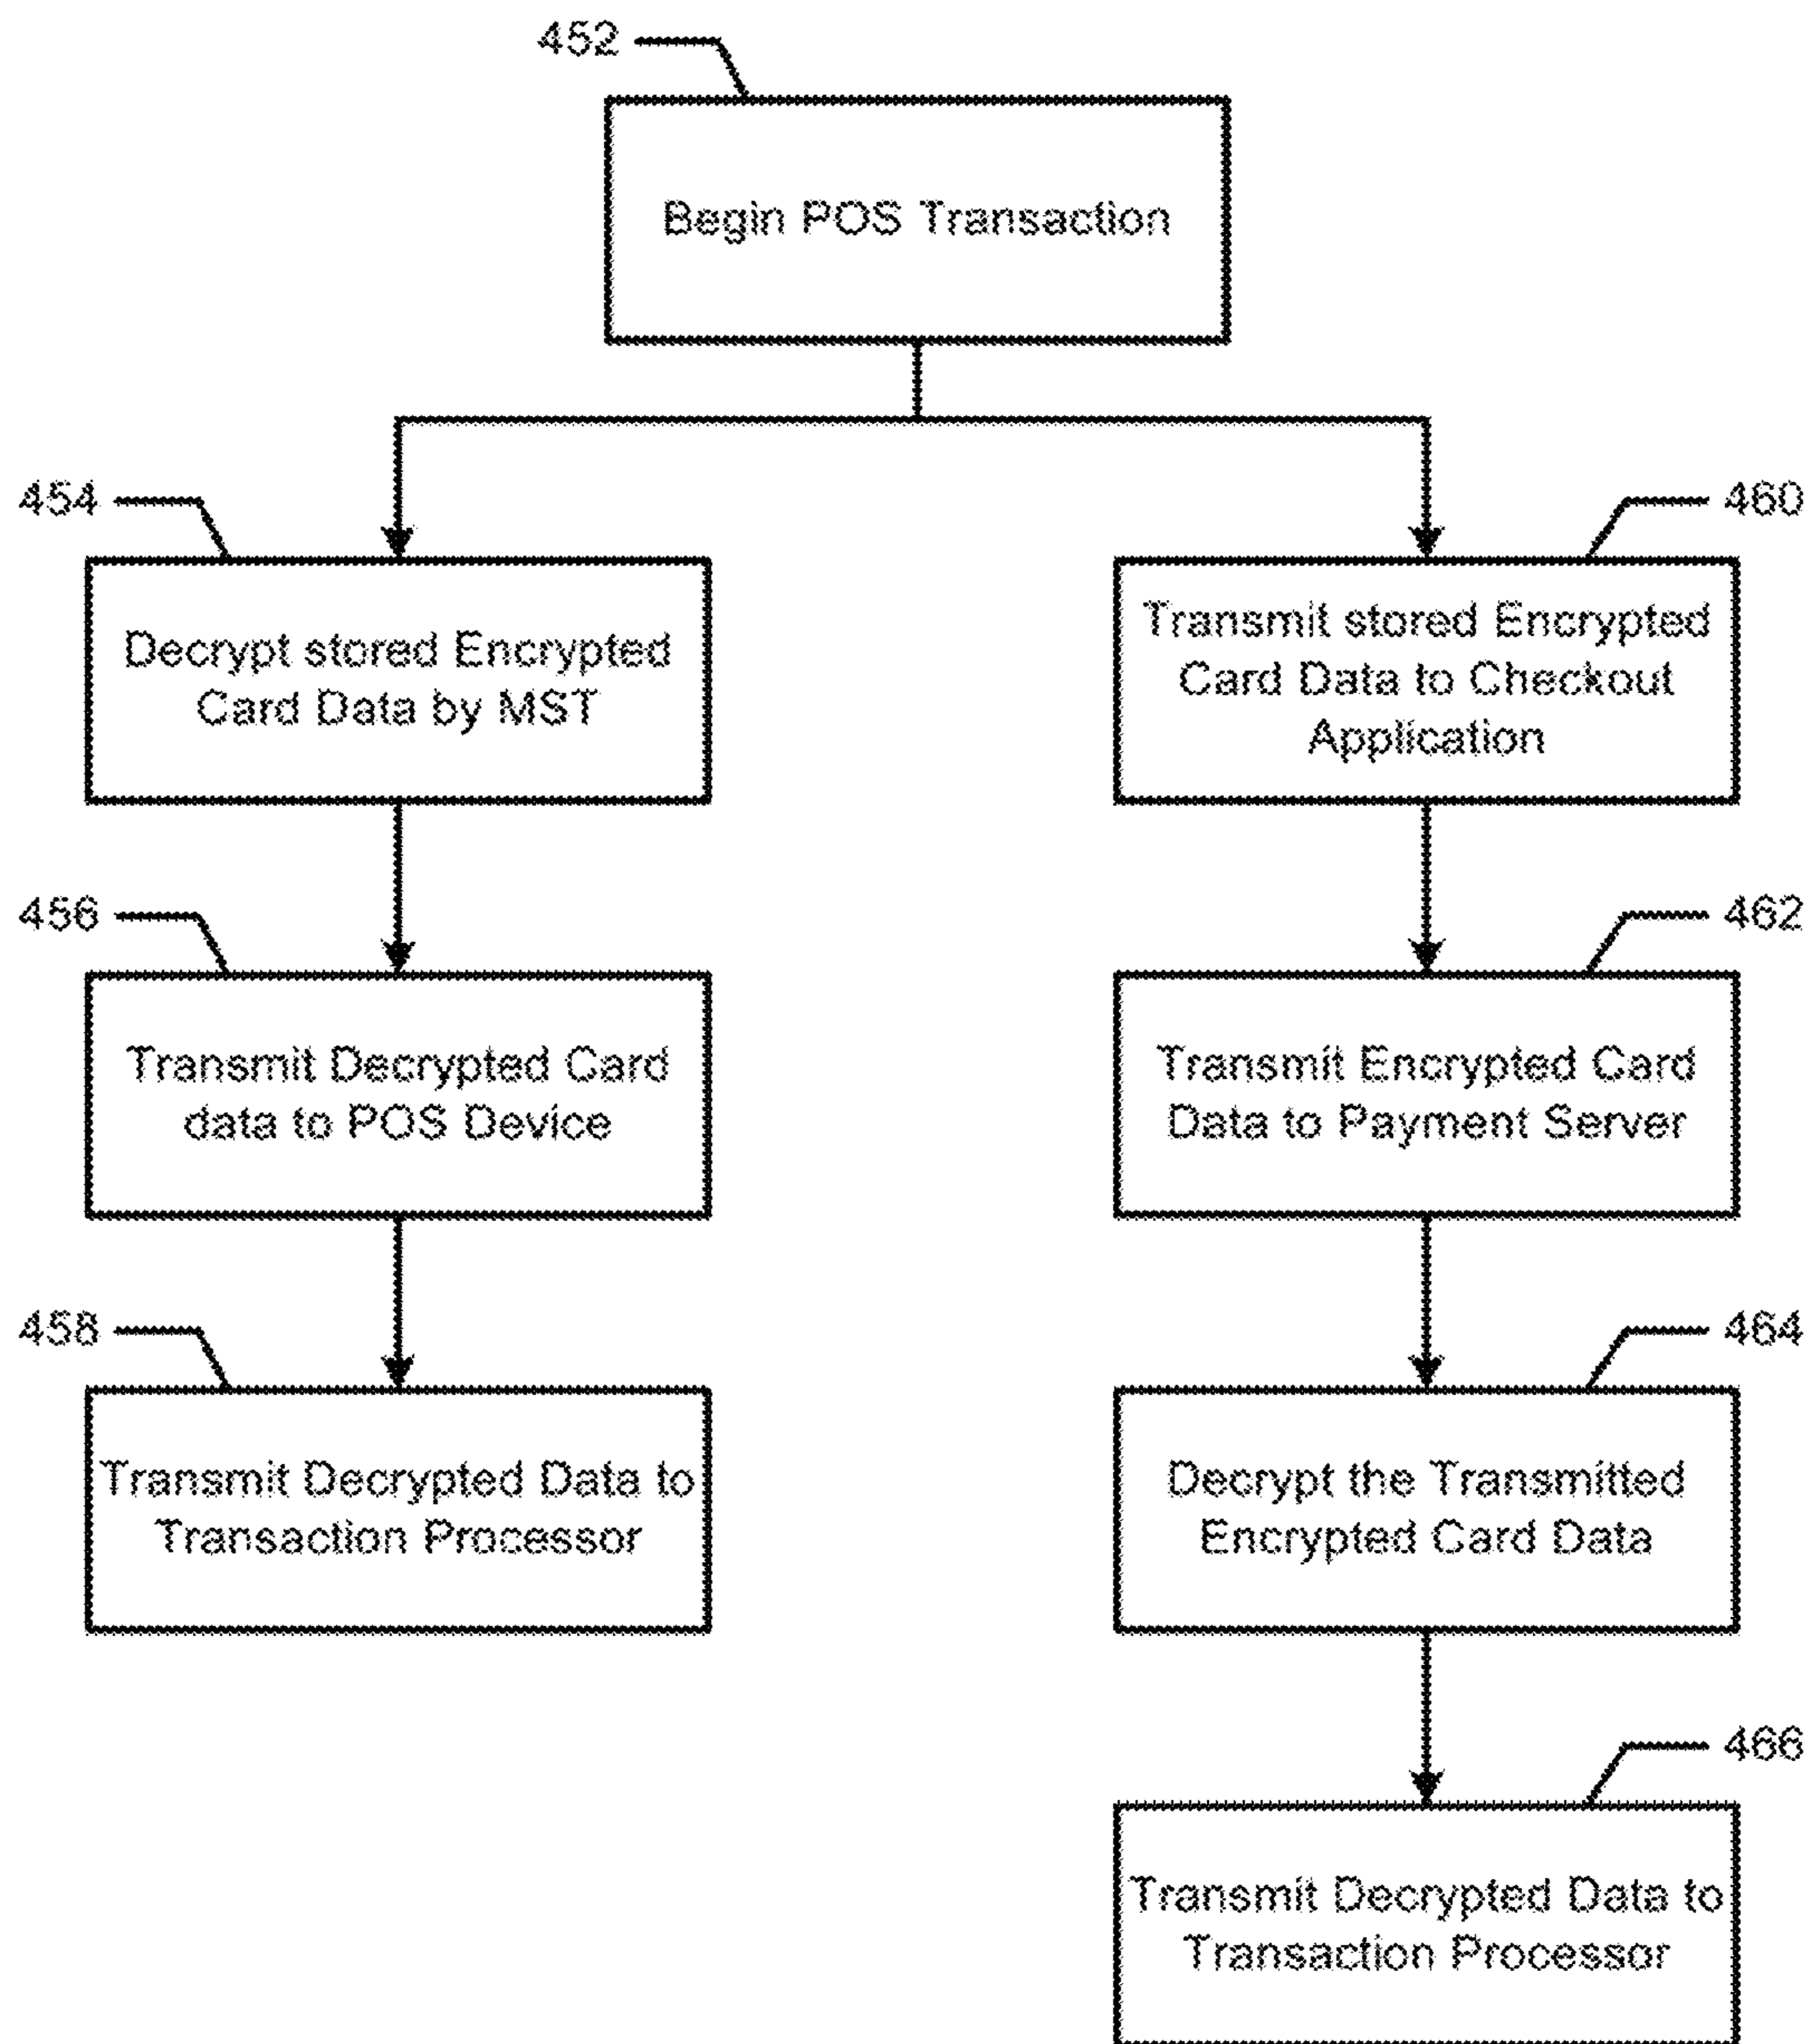 452
Begin POS Transaction
454
Decrypt stored Encrypted
Card Data by MST
456
Transmit Decrypted Card
data to POS Device
458
Transmit Decrypted Data to
Transaction Processor
460
Transmit stored Encrypted
Card Data to Checkout
Application
462
Transmit Encrypted Card
Data to Payment Server
464
Decrypt the Transmitted
Encrypted Card Data
466
Transmit Decrypted Data to
Transaction Processor